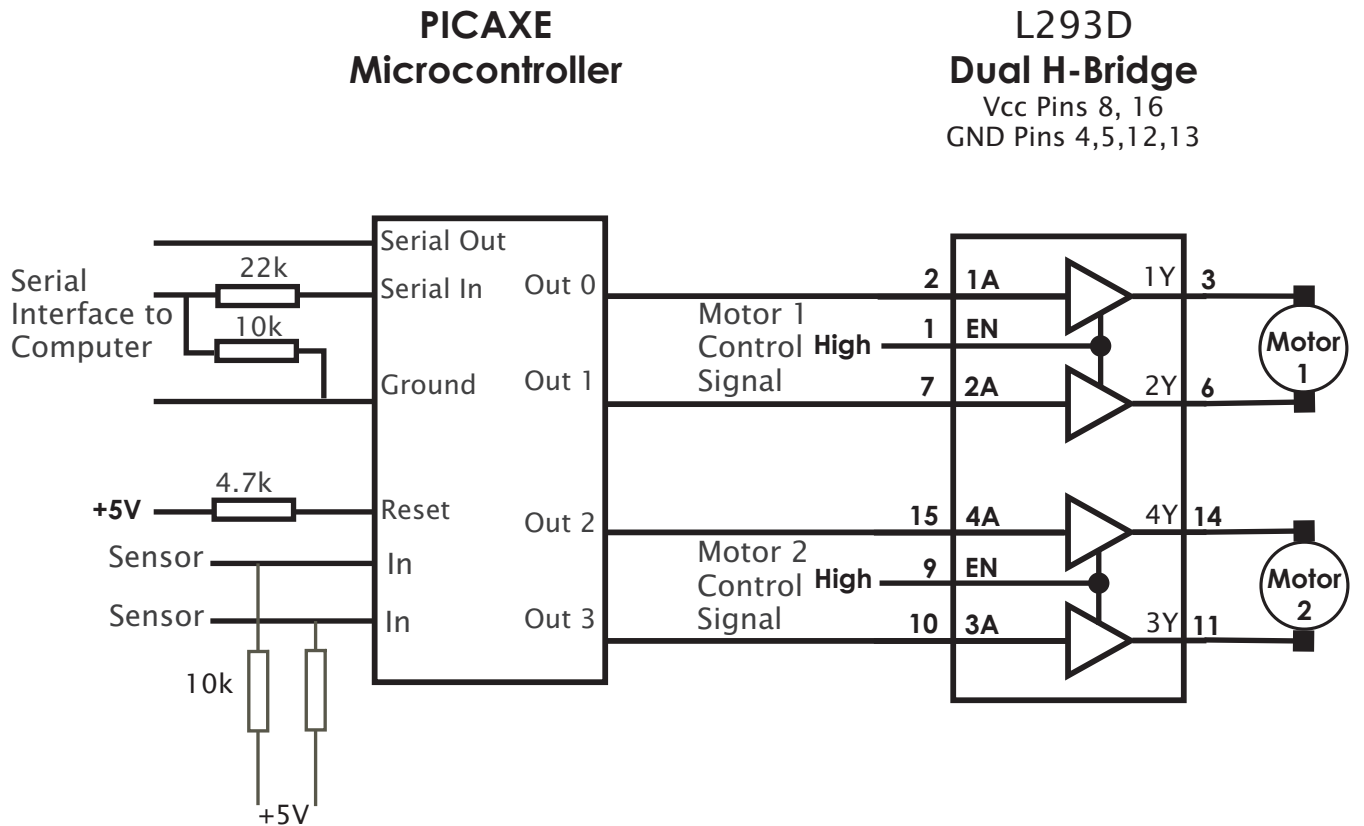 PICAXE
Microcontroller
L293D
Dual H-Bridge
Vcc Pins 8, 16
GND Pins 4,5,12,13
Serial
Interface to
Computer
22k
10k
Serial Out
Serial In
Ground
Out 0
Out 1
+5V
4.7k
Reset
Sensor
In
Sensor
In
10k
+5V
Out 2
Out 3
Motor 1
Control
Signal
High
2
1A
1
EN
7
2A
1Y
3
2Y
6
Motor
1
Motor 2
Control
Signal
High
15
4A
9
EN
10
3A
4Y
14
3Y
11
Motor
2